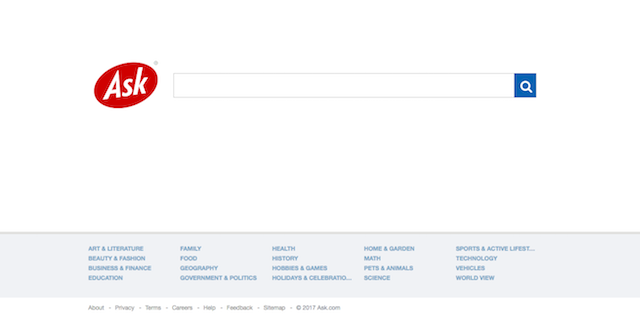 Ask®
ART & LITERATURE FAMILY HEALTH HOME & GARDEN SPORTS & ACTIVE LIFEST...
BEAUTY & FASHION FOOD HISTORY MATH TECHNOLOGY
BUSINESS & FINANCE GEOGRAPHY HOBBIES & GAMES PETS & ANIMALS VEHICLES
EDUCATION GOVERNMENT & POLITICS HOLIDAYS & CELEBRATIO... SCIENCE WORLD VIEW
About - Privacy - Terms - Careers - Help - Feedback - Sitemap - © 2017 Ask.com